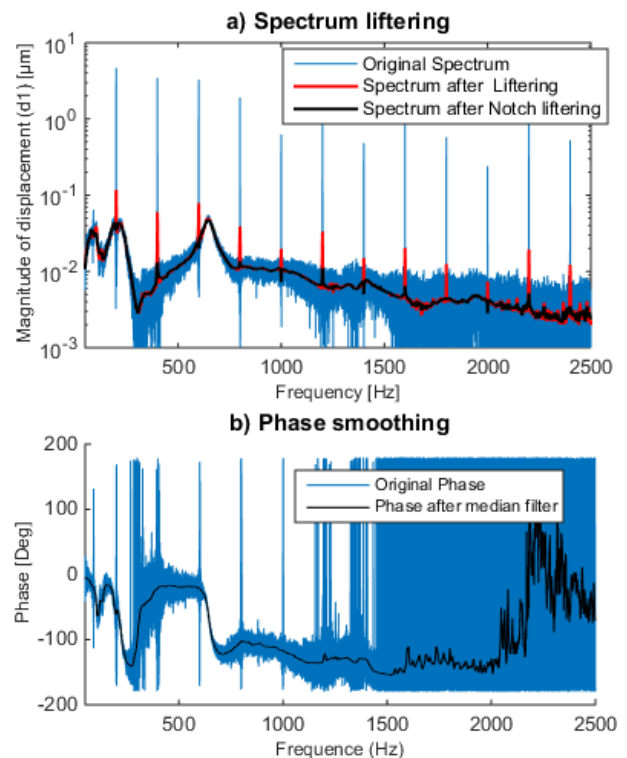 a) Spectrum liftering
Magnitude of displacement (d1) [μm]
10^1
10^0
10^-1
10^-2
10^-3
Original Spectrum
Spectrum after  Liftering
Spectrum after Notch liftering
500
1000
1500
2000
2500
Frequency [Hz]
b) Phase smoothing
Phase [Deg]
200
100
0
-100
-200
Original Phase
Phase after median filter
500
1000
1500
2000
2500
Frequence (Hz)